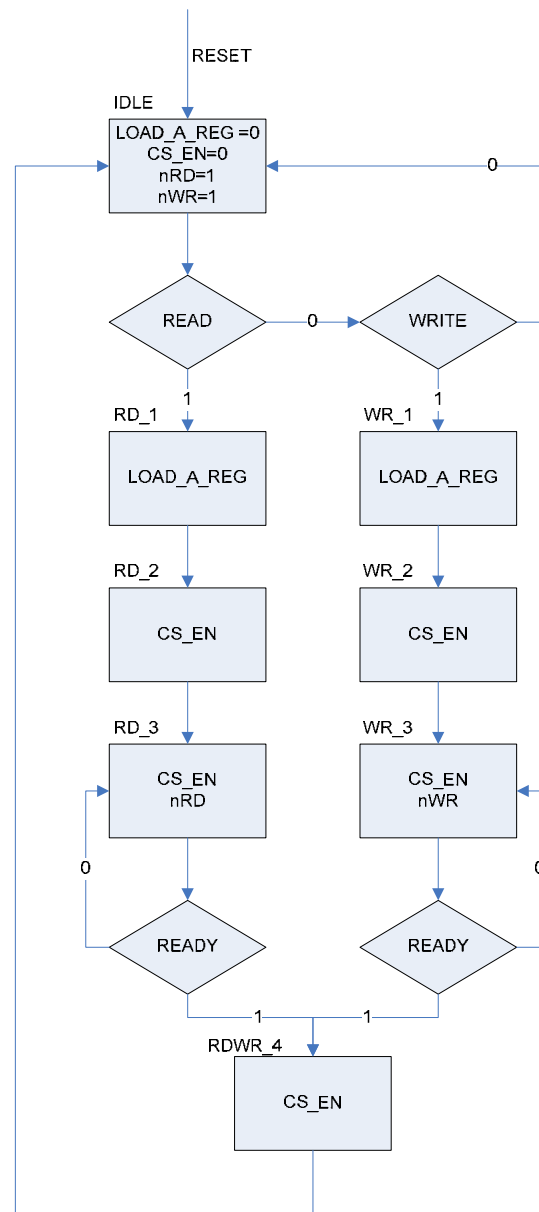 RESET
IDLE
LOAD_A_REG =0
CS_EN=0
nRD=1
nWR=1
0
READ
0
WRITE
1
1
RD_1
WR_1
LOAD_A_REG
LOAD_A_REG
RD_2
WR_2
CS_EN
CS_EN
RD_3
WR_3
CS_EN
nRD
CS_EN
nWR
0
0
READY
READY
1
1
RDWR_4
CS_EN